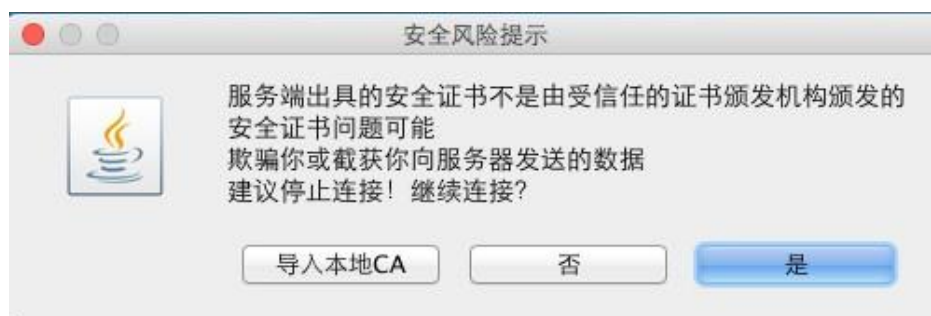 安全风险提示
服务端出具的安全证书不是由受信任的证书颁发机构颁发的
安全证书问题可能
欺骗你或截获你向服务器发送的数据
建议停止连接！继续连接？
导入本地CA
否
是